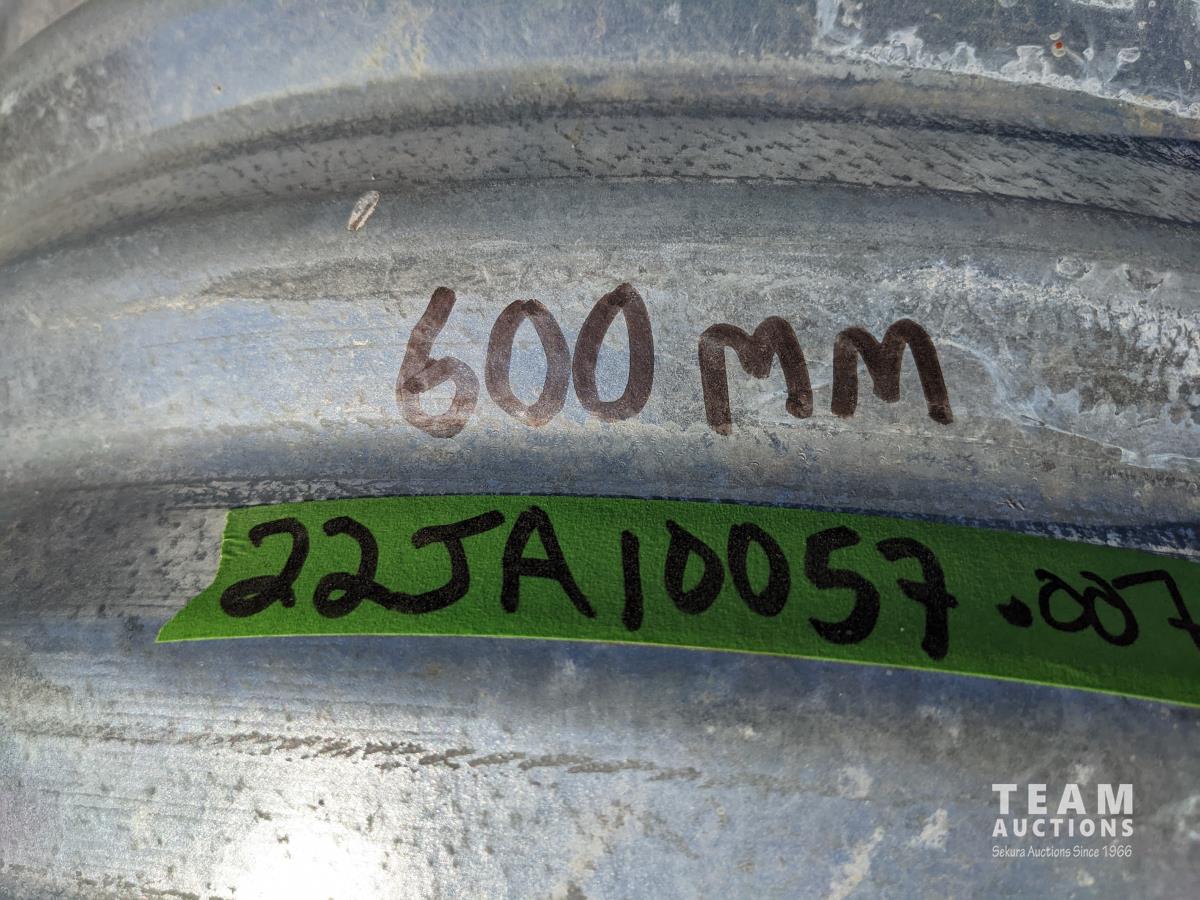 600 MM
22JA10057.007
TEAM
AUCTIONS
Sekura Auctions Since 1966